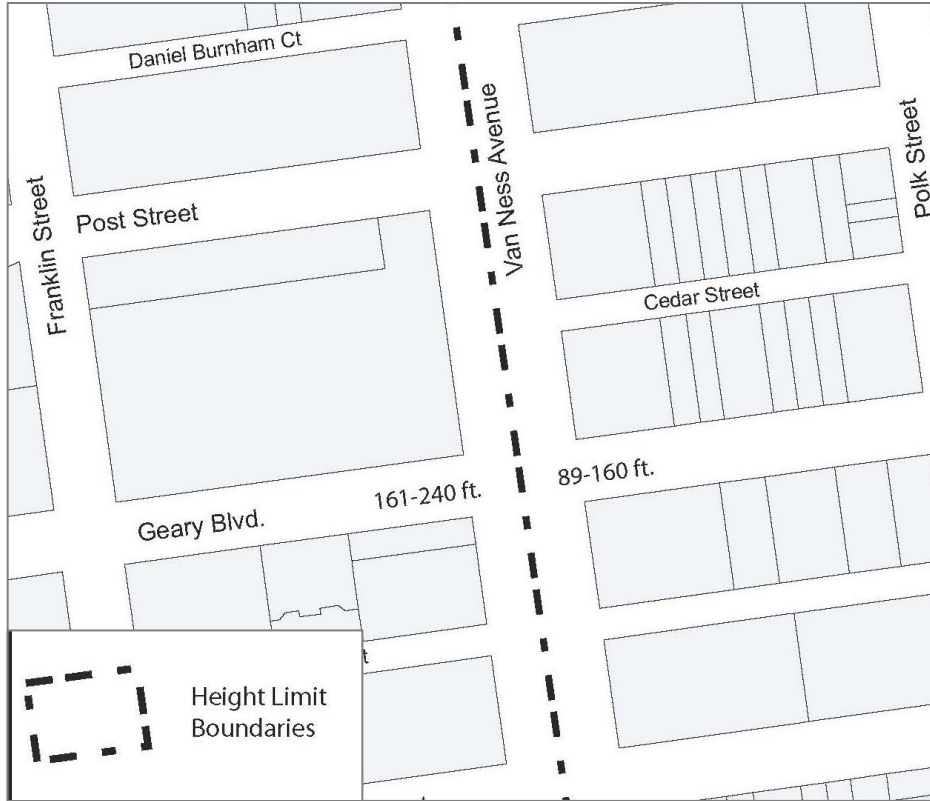 Daniel Burnham Ct
Van Ness Avenue
Polk Street
Franklin Street
Post Street
Cedar Street
89-160 ft.
161-240 ft.
Geary Blvd.
t
Height Limit
Boundaries